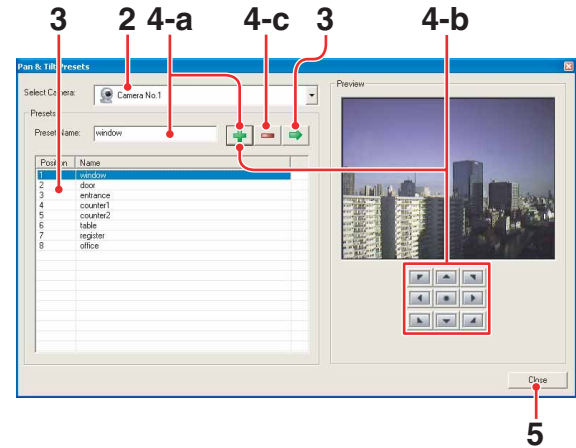 3 2 4-a 4-c 3 4-b
Pan & Tilt Presets
Select Camera: Camera No.1
Preview
Presets
Preset Name: window
Position Name
1 window
2 door
3 entrance
4 counter1
5 counter2
6 table
7 register
8 office
3
Close
5